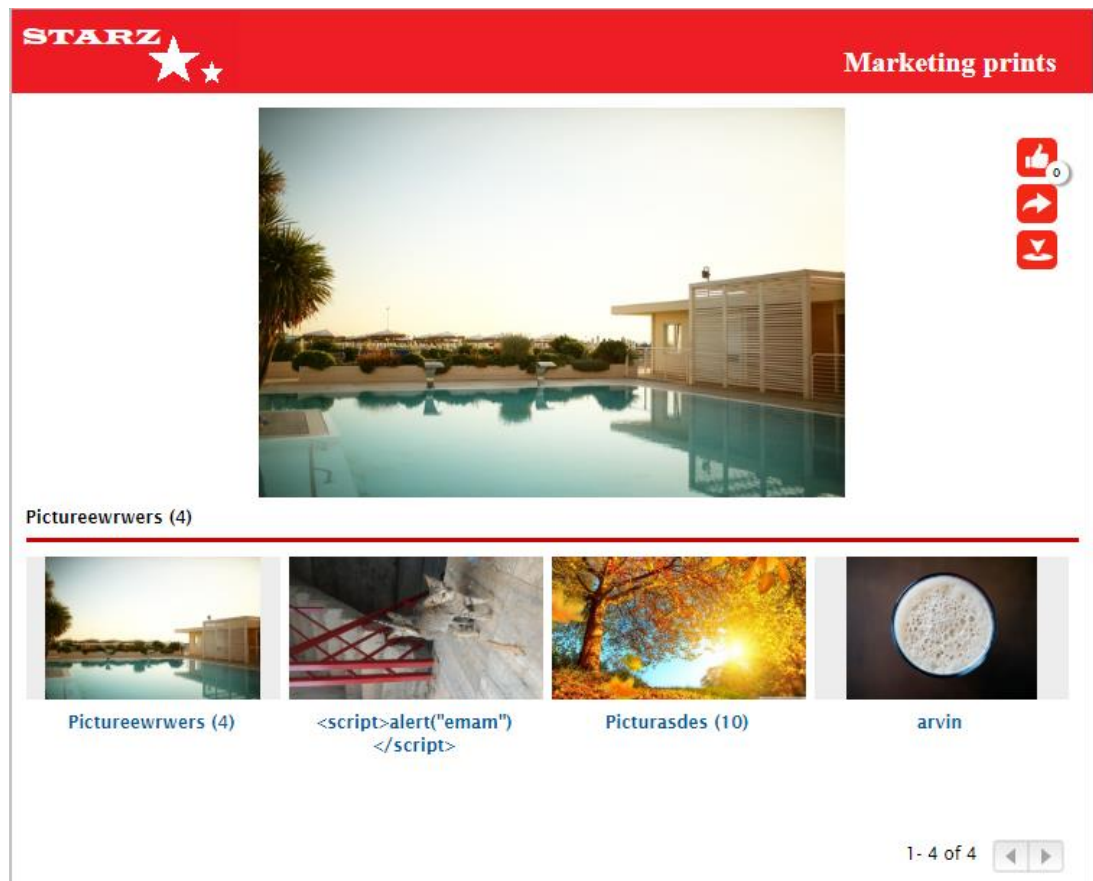 STARZ
Marketing prints
0
Pictureewrwers (4)
Pictureewrwers (4)
<script>alert("emam")
</script>
Picturasdes (10)
arvin
1- 4 of 4